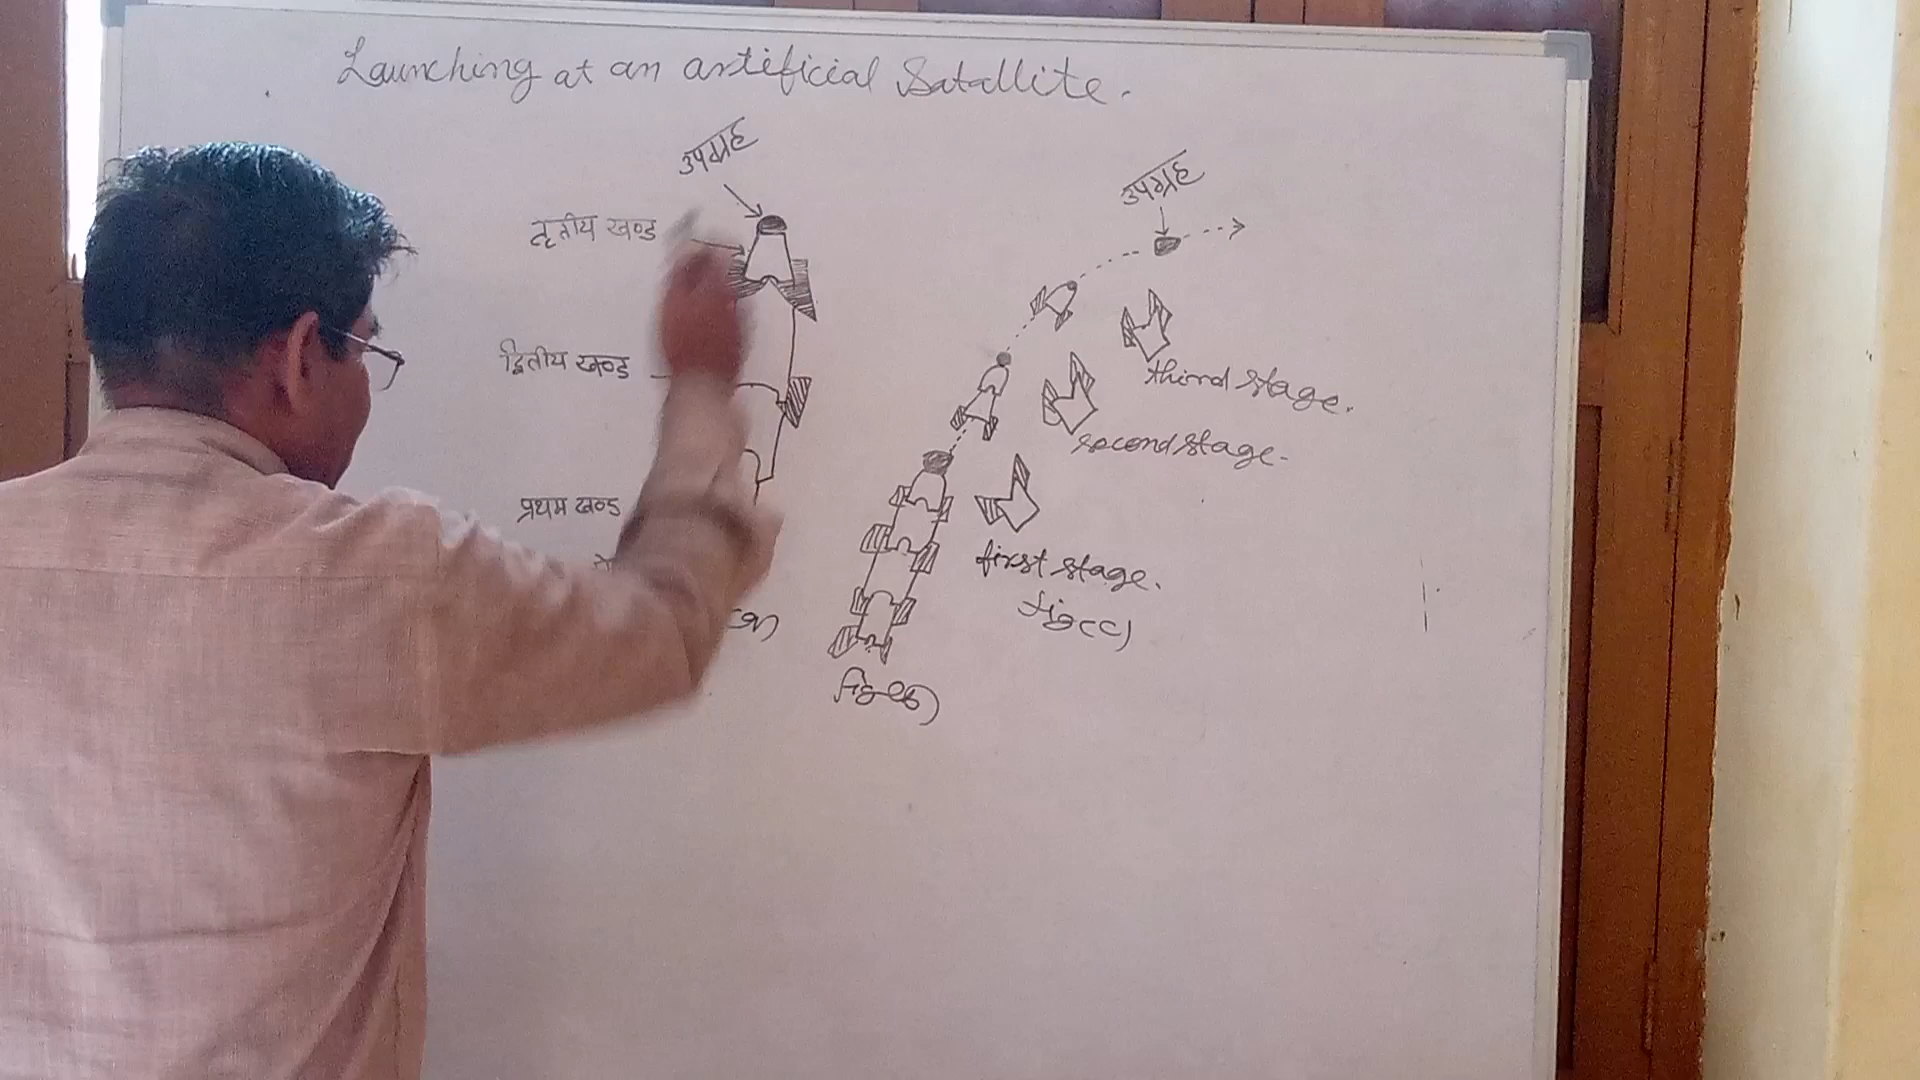 Launching at an artificial Satallite.
उपग्रह
तृतीय खण्ड
द्वितीय खण्ड
प्रथम खण्ड
उपग्रह
third stage.
second stage.
first stage.
fig(c)
fig(b)